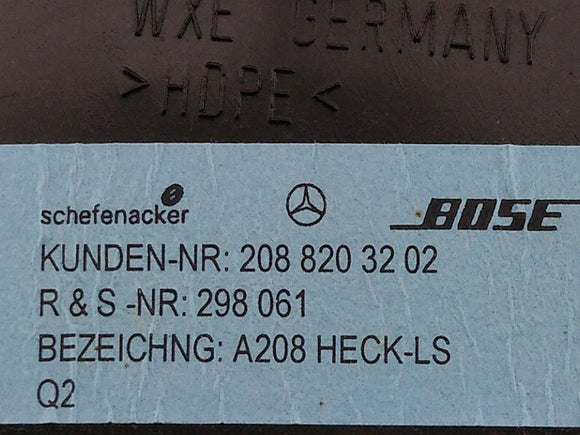 WXE GERMANY
>HDPE<
schefenacker BOSE
KUNDEN-NR: 208 820 32 02
R & S -NR: 298 061
BEZEICHNG: A208 HECK-LS
Q2